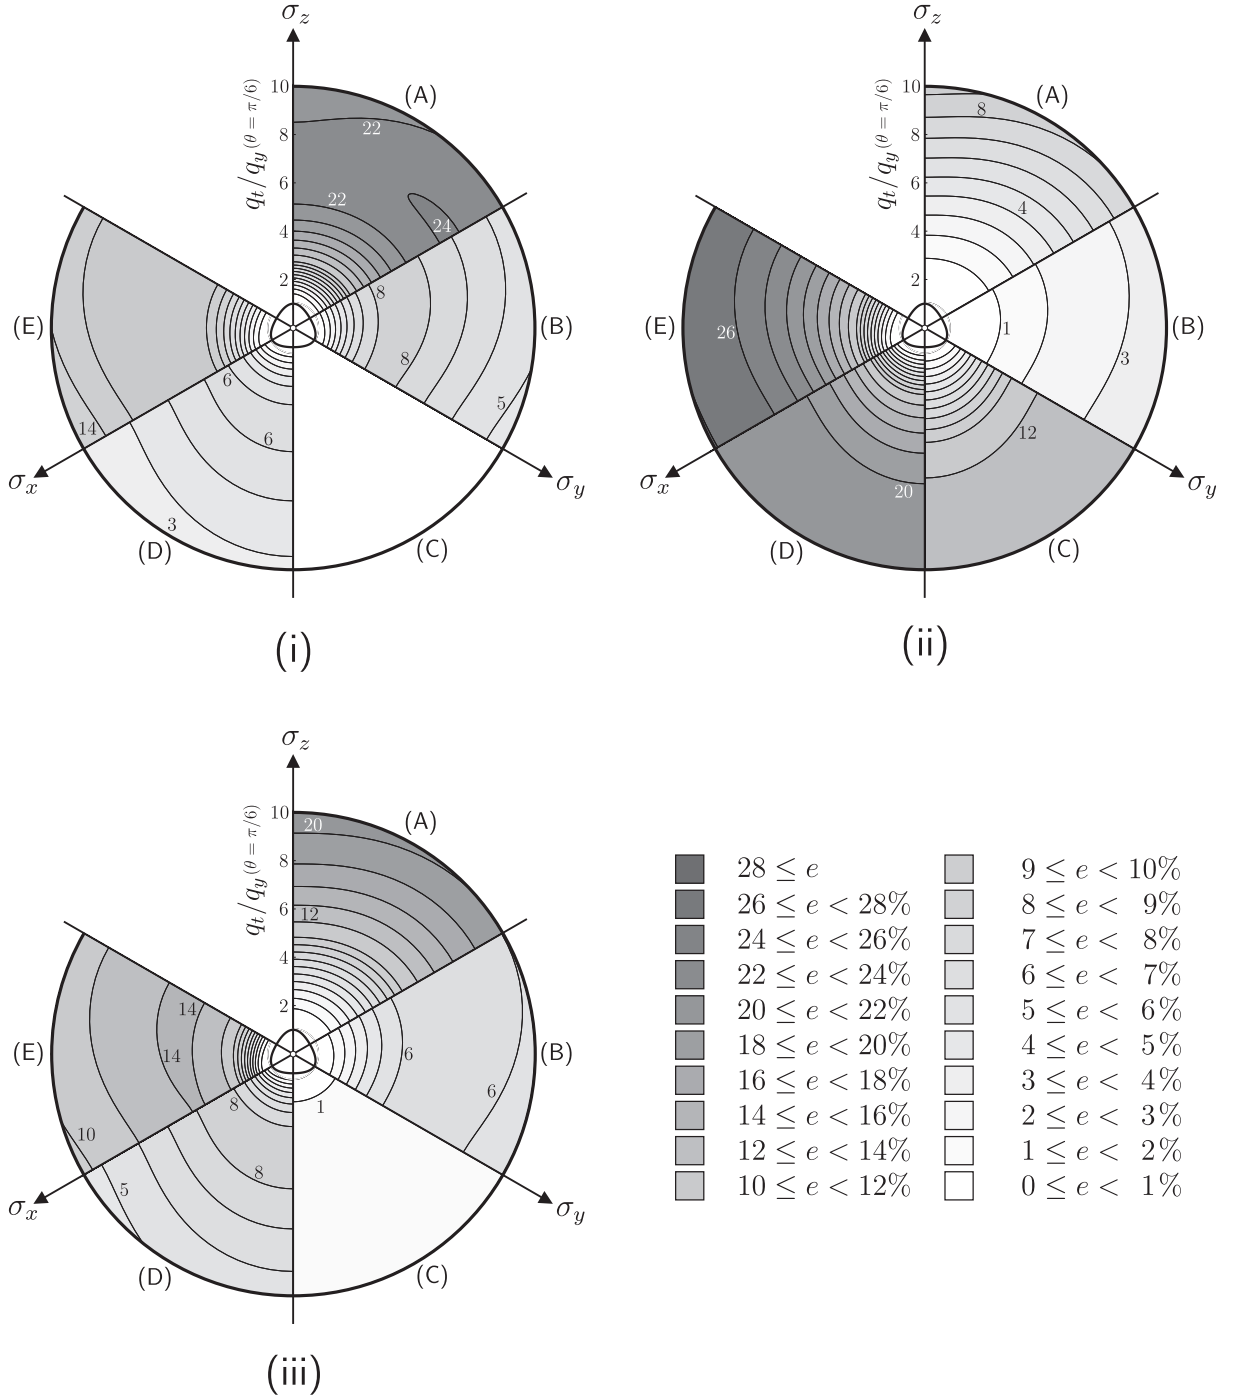 σz
(A)
10
8
6
4
2
qt/qy(θ = π/6)
22
22
24
8
(B)
(E)
8
6
5
14
6
σx
σy
3
(D)
(C)
(i)
σz
(A)
10
8
6
4
2
qt/qy(θ = π/6)
8
4
(E)
26
1
(B)
3
12
σx
20
σy
(D)
(C)
(ii)
σz
(A)
10
8
6
4
2
qt/qy(θ = π/6)
20
12
14
(E)
14
6
(B)
6
8
1
10
8
5
σx
σy
(D)
(C)
(iii)
28 ≤ e
26 ≤ e < 28%
24 ≤ e < 26%
22 ≤ e < 24%
20 ≤ e < 22%
18 ≤ e < 20%
16 ≤ e < 18%
14 ≤ e < 16%
12 ≤ e < 14%
10 ≤ e < 12%
9 ≤ e < 10%
8 ≤ e < 9%
7 ≤ e < 8%
6 ≤ e < 7%
5 ≤ e < 6%
4 ≤ e < 5%
3 ≤ e < 4%
2 ≤ e < 3%
1 ≤ e < 2%
0 ≤ e < 1%